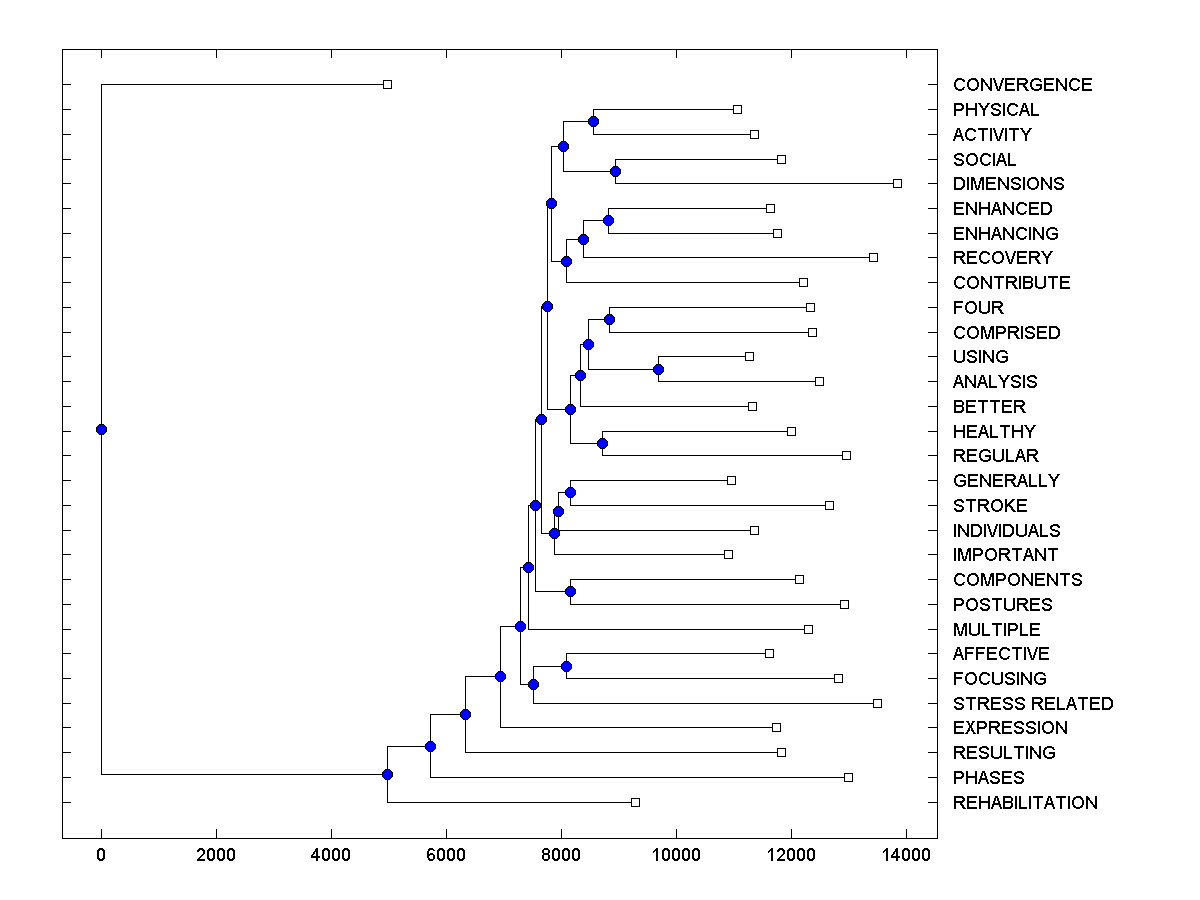 CONVERGENCE
PHYSICAL
ACTIVITY
SOCIAL
DIMENSIONS
ENHANCED
ENHANCING
RECOVERY
CONTRIBUTE
FOUR
COMPRISED
USING
ANALYSIS
BETTER
HEALTHY
REGULAR
GENERALLY
STROKE
INDIVIDUALS
IMPORTANT
COMPONENTS
POSTURES
MULTIPLE
AFFECTIVE
FOCUSING
STRESS RELATED
EXPRESSION
RESULTING
PHASES
REHABILITATION
0 2000 4000 6000 8000 10000 12000 14000